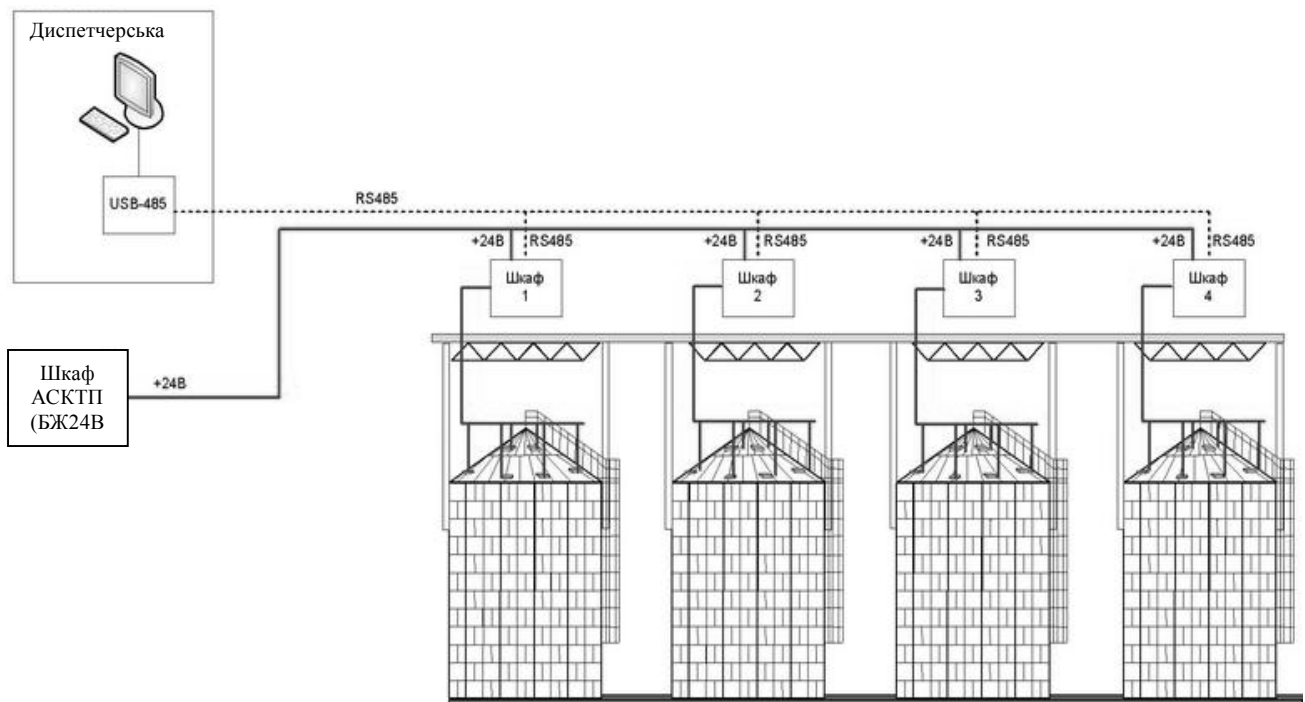 Диспетчерська
USB-485
RS485
+24В RS485
+24В RS485
+24В RS485
+24В RS485
Шкаф
1
Шкаф
2
Шкаф
3
Шкаф
4
Шкаф
АСКТП
(БЖ24В
+24В